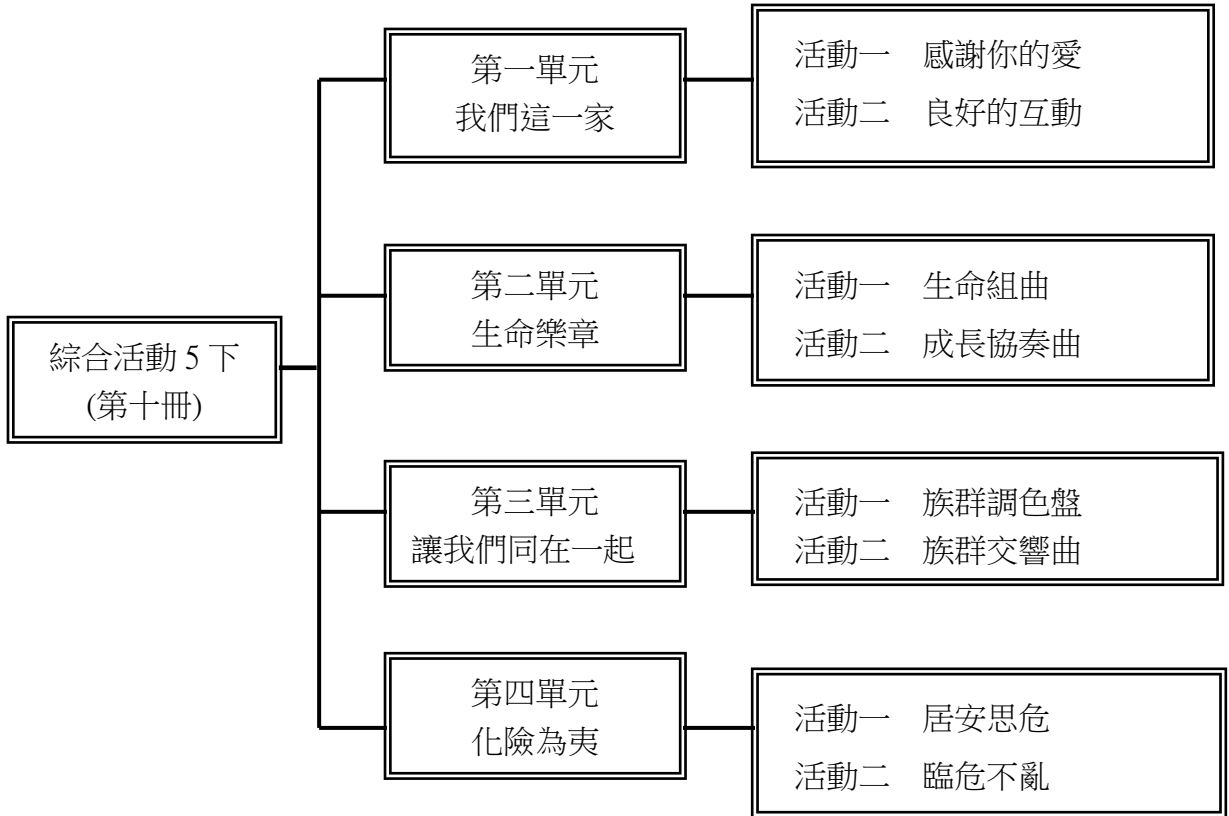 綜合活動 5 下
(第十冊)
第一單元
我們這一家
活動一　感謝你的愛
活動二　良好的互動
第二單元
生命樂章
活動一　生命組曲
活動二　成長協奏曲
第三單元
讓我們同在一起
活動一　族群調色盤
活動二　族群交響曲
第四單元
化險為夷
活動一　居安思危
活動二　臨危不亂